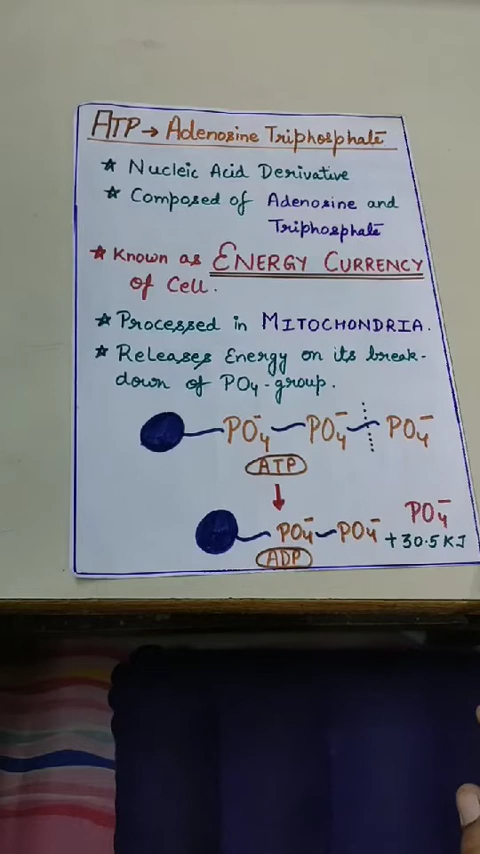 ATP → Adenosine Triphosphate
★ Nucleic Acid Derivative
★ Composed of Adenosine and
Triphosphate
★ Known as ENERGY CURRENCY
of Cell.
★ Processed in MITOCHONDRIA.
★ Releases Energy on its break-
down of PO4-group.
PO₄⁻ PO₄⁻ PO₄⁻
ATP
PO₄⁻
PO₄⁻ PO₄⁻ + 30.5 KJ
ADP